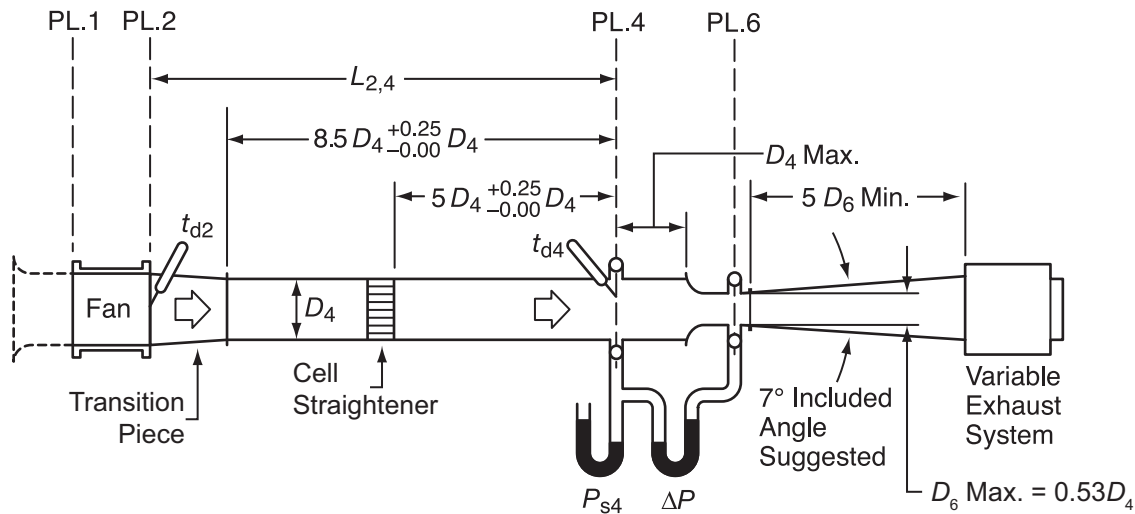 PL.1
PL.2
PL.4
PL.6
L2,4
8.5 D4 +0.25 −0.00 D4
D4 Max.
5 D4 +0.25 −0.00 D4
5 D6 Min.
td2
td4
Fan
D4
Transition
Piece
Cell
Straightener
7° Included
Angle
Suggested
Variable
Exhaust
System
Ps4
ΔP
D6 Max. = 0.53D4